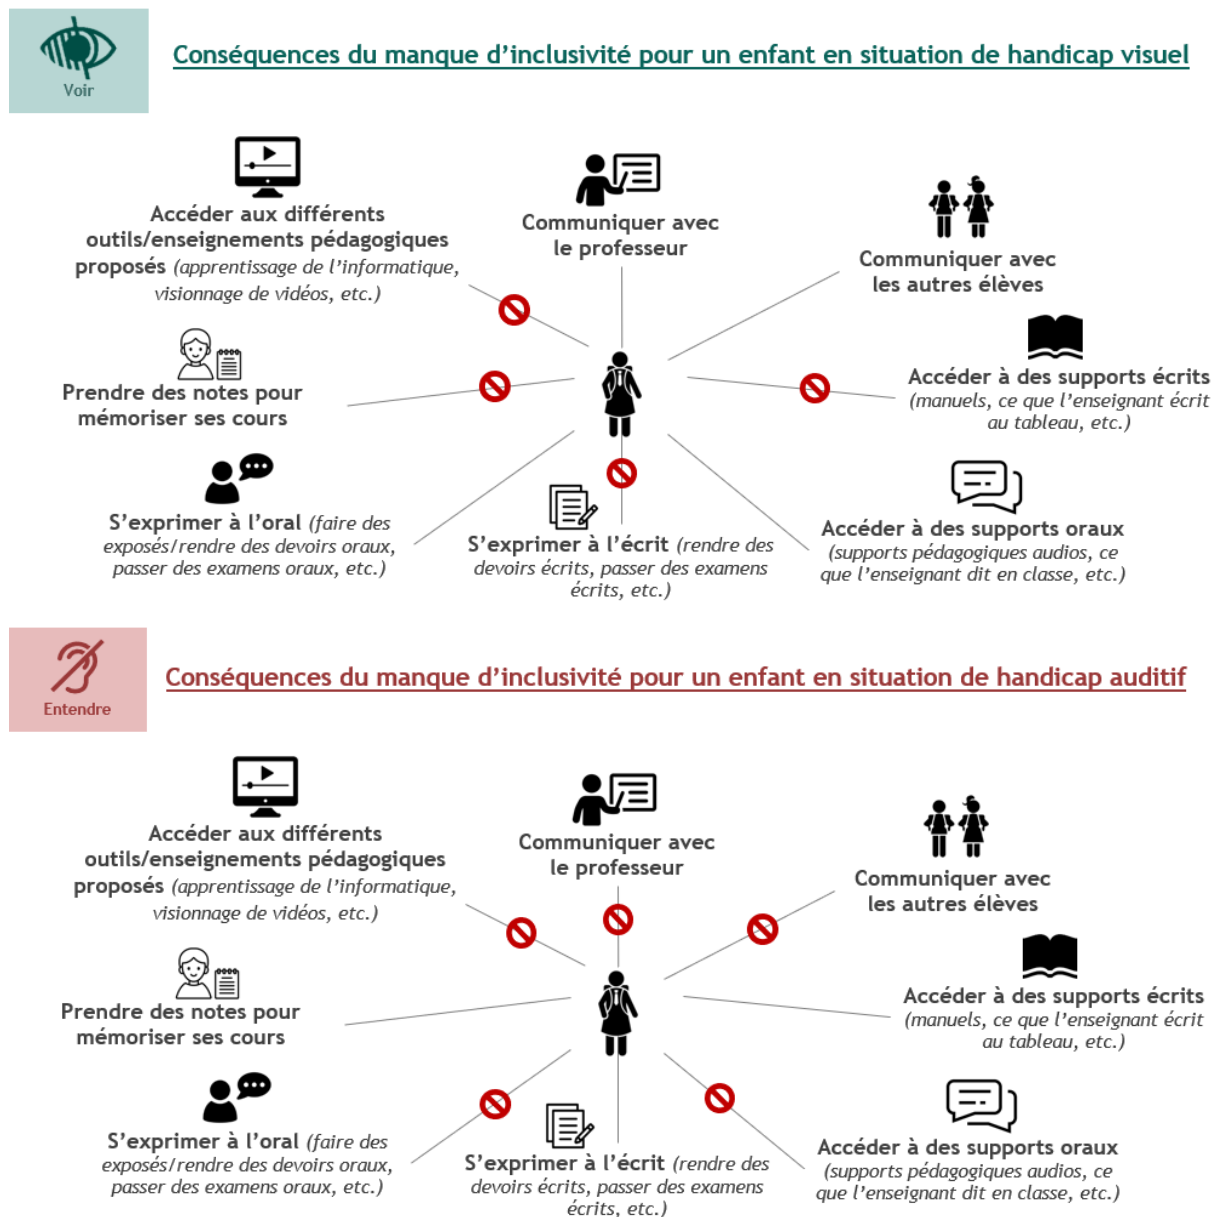 Voir
Conséquences du manque d’inclusivité pour un enfant en situation de handicap visuel
Accéder aux différents
outils/enseignements pédagogiques
proposés (apprentissage de l’informatique,
visionnage de vidéos, etc.)
Communiquer avec
le professeur
Communiquer avec
les autres élèves
Prendre des notes pour
mémoriser ses cours
Accéder à des supports écrits
(manuels, ce que l’enseignant écrit
au tableau, etc.)
S’exprimer à l’oral (faire des
exposés/rendre des devoirs oraux,
passer des examens oraux, etc.)
S’exprimer à l’écrit (rendre des
devoirs écrits, passer des examens
écrits, etc.)
Accéder à des supports oraux
(supports pédagogiques audios, ce
que l’enseignant dit en classe, etc.)
Entendre
Conséquences du manque d’inclusivité pour un enfant en situation de handicap auditif
Accéder aux différents
outils/enseignements pédagogiques
proposés (apprentissage de l’informatique,
visionnage de vidéos, etc.)
Communiquer avec
le professeur
Communiquer avec
les autres élèves
Prendre des notes pour
mémoriser ses cours
Accéder à des supports écrits
(manuels, ce que l’enseignant écrit
au tableau, etc.)
S’exprimer à l’oral (faire des
exposés/rendre des devoirs oraux,
passer des examens oraux, etc.)
S’exprimer à l’écrit (rendre des
devoirs écrits, passer des examens
écrits, etc.)
Accéder à des supports oraux
(supports pédagogiques audios, ce
que l’enseignant dit en classe, etc.)